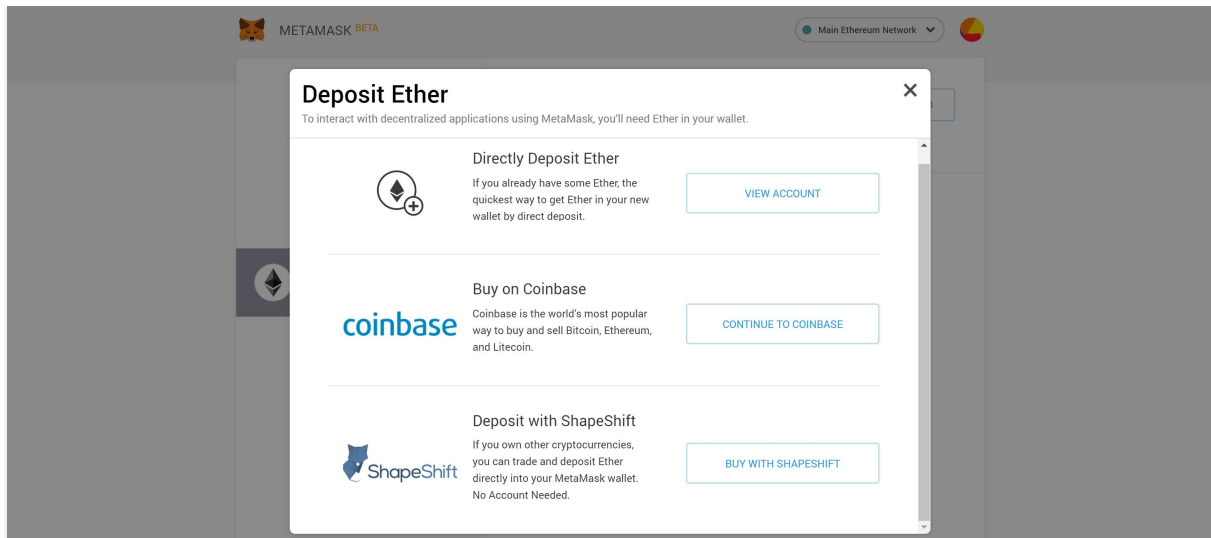 METAMASK BETA
Main Ethereum Network
Deposit Ether
To interact with decentralized applications using MetaMask, you'll need Ether in your wallet.
Directly Deposit Ether
If you already have some Ether, the
quickest way to get Ether in your new
wallet by direct deposit.
VIEW ACCOUNT
coinbase
Buy on Coinbase
Coinbase is the world's most popular
way to buy and sell Bitcoin, Ethereum,
and Litecoin.
CONTINUE TO COINBASE
ShapeShift
Deposit with ShapeShift
If you own other cryptocurrencies,
you can trade and deposit Ether
directly into your MetaMask wallet.
No Account Needed.
BUY WITH SHAPESHIFT